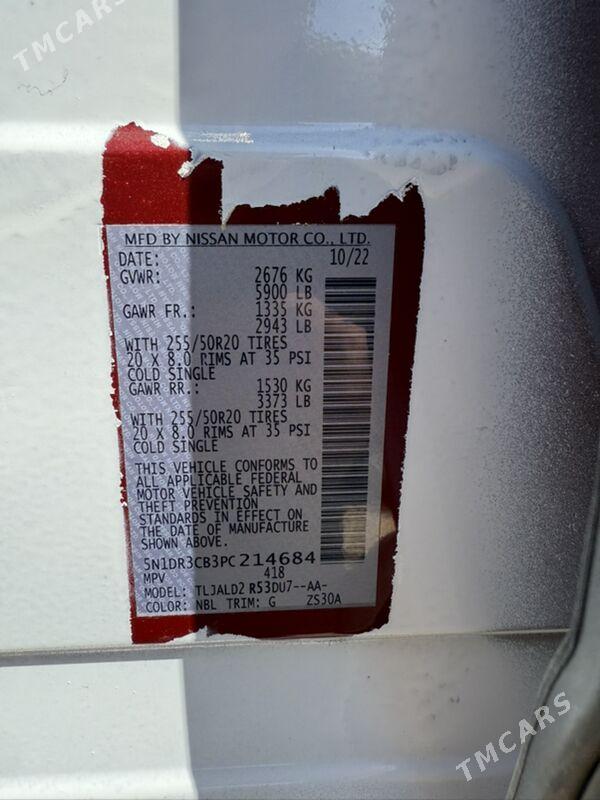 TMCARS
MFD BY NISSAN MOTOR CO., LTD.
DATE: 10/22
GVWR: 2676 KG
5900 LB
GAWR FR.: 1335 KG
2943 LB
WITH 255/50R20 TIRES
20 X 8.0 RIMS AT 35 PSI
COLD SINGLE
GAWR RR.: 1530 KG
3373 LB
WITH 255/50R20 TIRES
20 X 8.0 RIMS AT 35 PSI
COLD SINGLE
THIS VEHICLE CONFORMS TO
ALL APPLICABLE FEDERAL
MOTOR VEHICLE SAFETY AND
THEFT PREVENTION
STANDARDS IN EFFECT ON
THE DATE OF MANUFACTURE
SHOWN ABOVE.
5N1DR3CB3PC214684
MPV 418
MODEL: TLJALD2 R53DU7--AA-
COLOR: NBL TRIM: G ZS30A
TMCARS